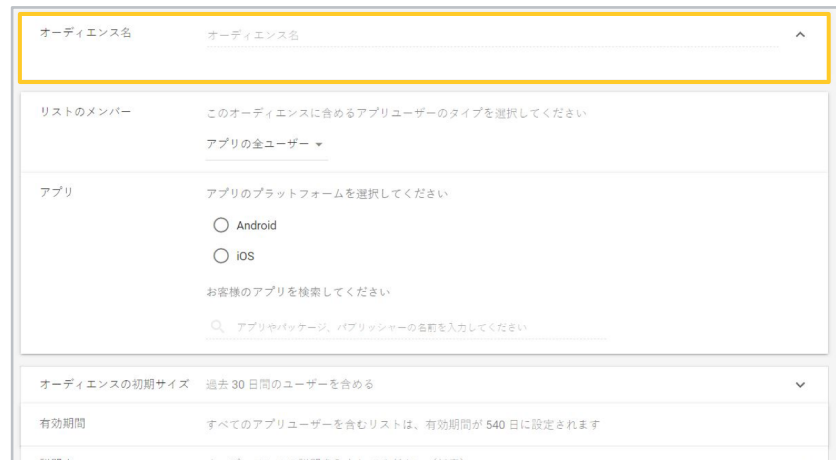 オーディエンス名 オーディエンス名
リストのメンバー このオーディエンスに含めるアプリユーザーのタイプを選択してください
アプリの全ユーザー
アプリ アプリのプラットフォームを選択してください
Android
iOS
お客様のアプリを検索してください
アプリやパッケージ、パブリッシャーの名前を入力してください
オーディエンスの初期サイズ 過去 30 日間のユーザーを含める
有効期間 すべてのアプリユーザーを含むリストは、有効期間が 540 日に設定されます